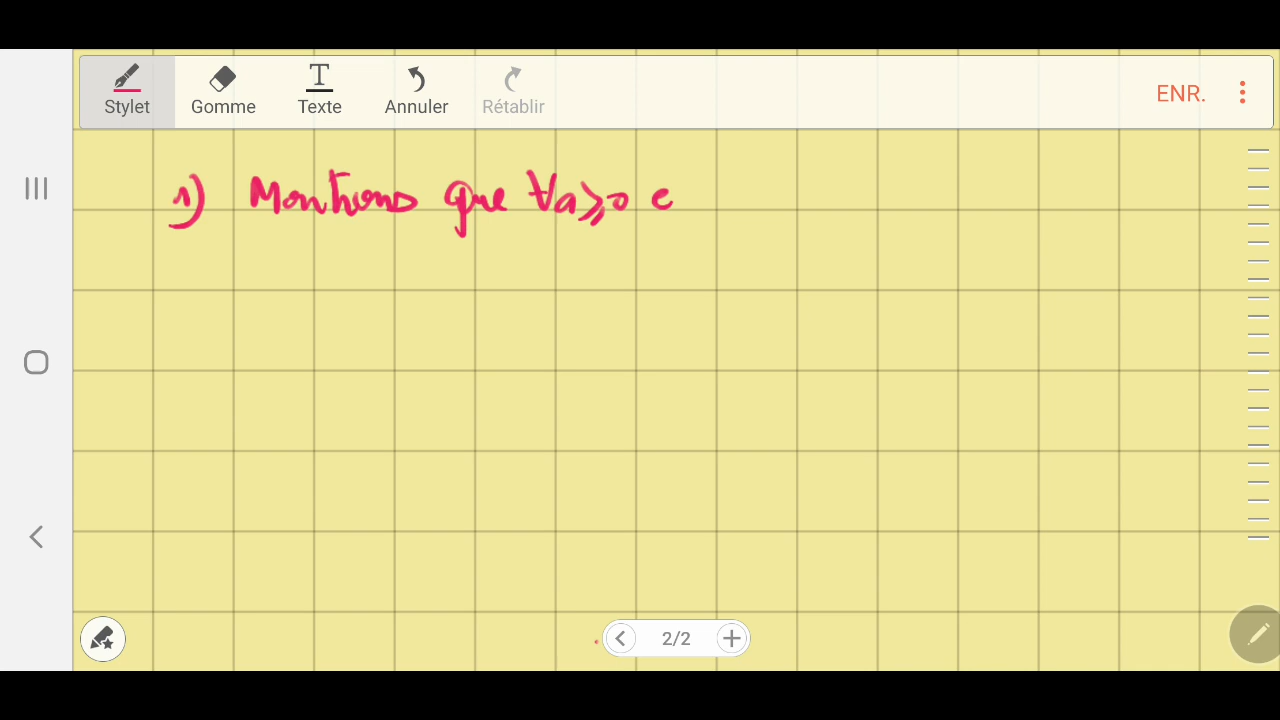 Stylet Gomme Texte Annuler Rétablir ENR.
1) Montrons que ∀a⩾0 e
2/2